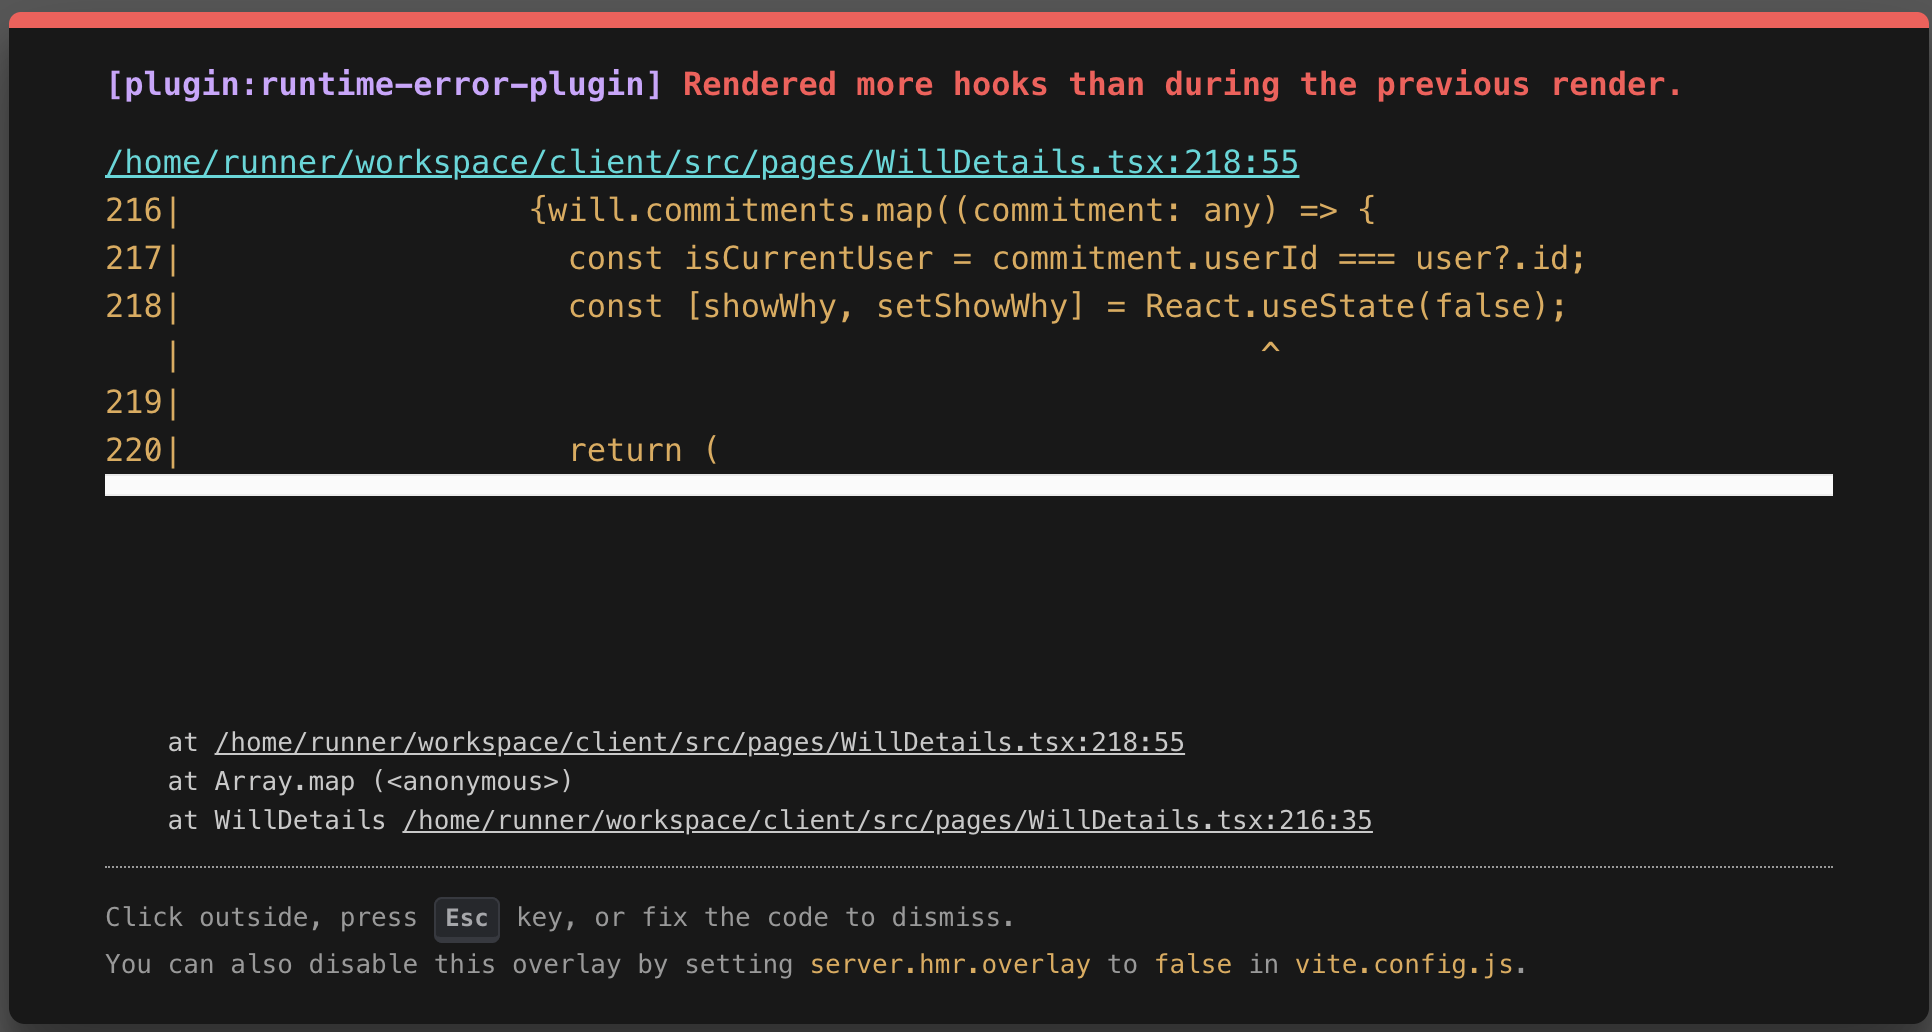 [plugin:runtime-error-plugin] Rendered more hooks than during the previous render.
/home/runner/workspace/client/src/pages/WillDetails.tsx:218:55
216|                  {will.commitments.map((commitment: any) => {
217|                    const isCurrentUser = commitment.userId === user?.id;
218|                    const [showWhy, setShowWhy] = React.useState(false);
   |                                                        ^
219|
220|                    return (
at /home/runner/workspace/client/src/pages/WillDetails.tsx:218:55
at Array.map (<anonymous>)
at WillDetails /home/runner/workspace/client/src/pages/WillDetails.tsx:216:35
Click outside, press Esc key, or fix the code to dismiss.
You can also disable this overlay by setting server.hmr.overlay to false in vite.config.js.